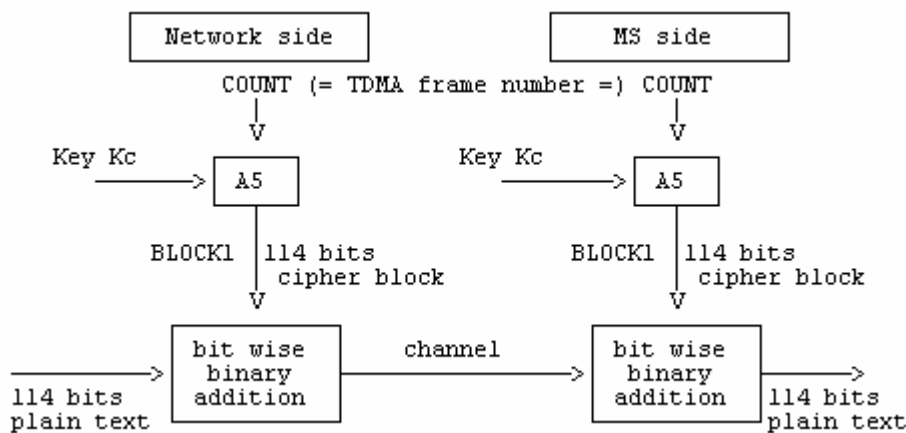 Network side
MS side
COUNT (= TDMA frame number =) COUNT
Key Kc
A5
Key Kc
A5
BLOCK1
114 bits
cipher block
BLOCK1
114 bits
cipher block
bit wise
binary
addition
channel
bit wise
binary
addition
114 bits
plain text
114 bits
plain text